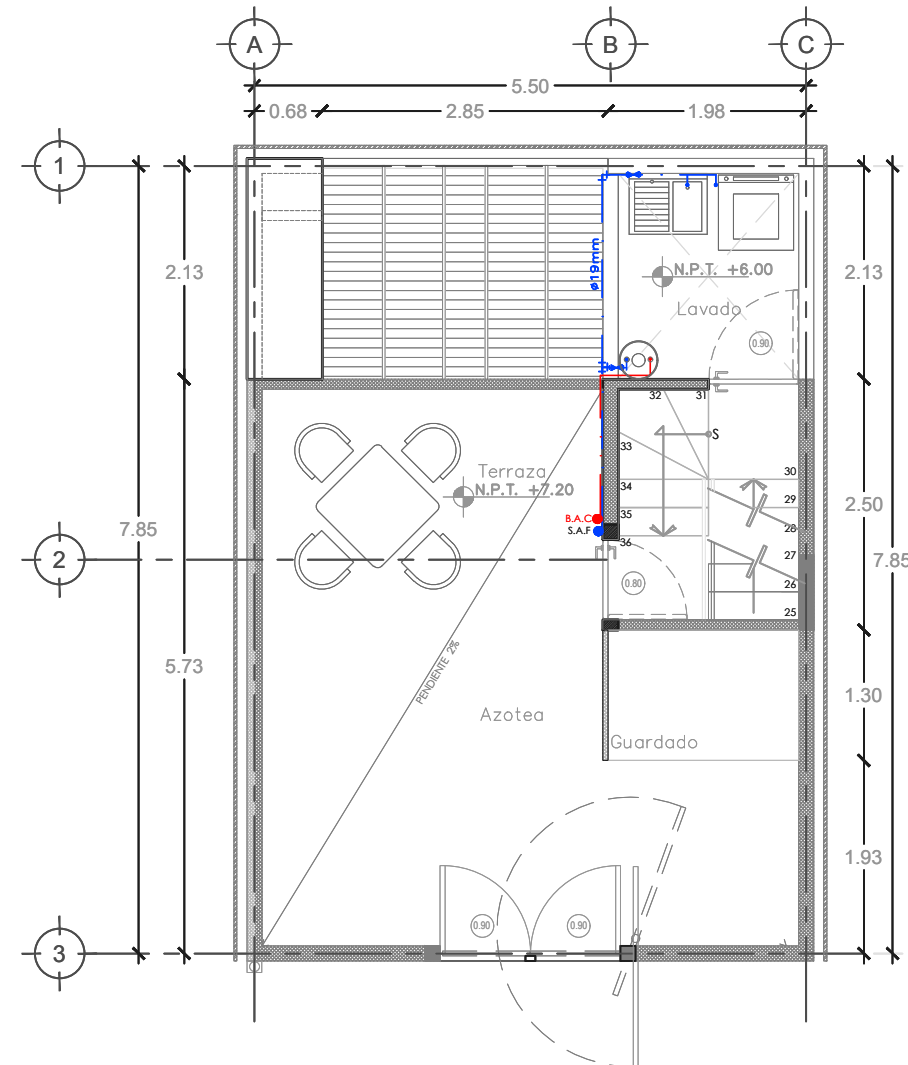 A
B
C
5.50
0.68
2.85
1.98
1
2.13
2.13
ø19mm
N.P.T. +6.00
Lavado
0.90
32
31
S
33
Terraza
N.P.T. +7.20
30
34
29
2.50
B.A.C
35
S.A.F
28
7.85
36
27
2
7.85
0.80
26
25
5.73
PENDIENTE 2%
1.30
Azotea
Guardado
1.93
0.90
0.90
3